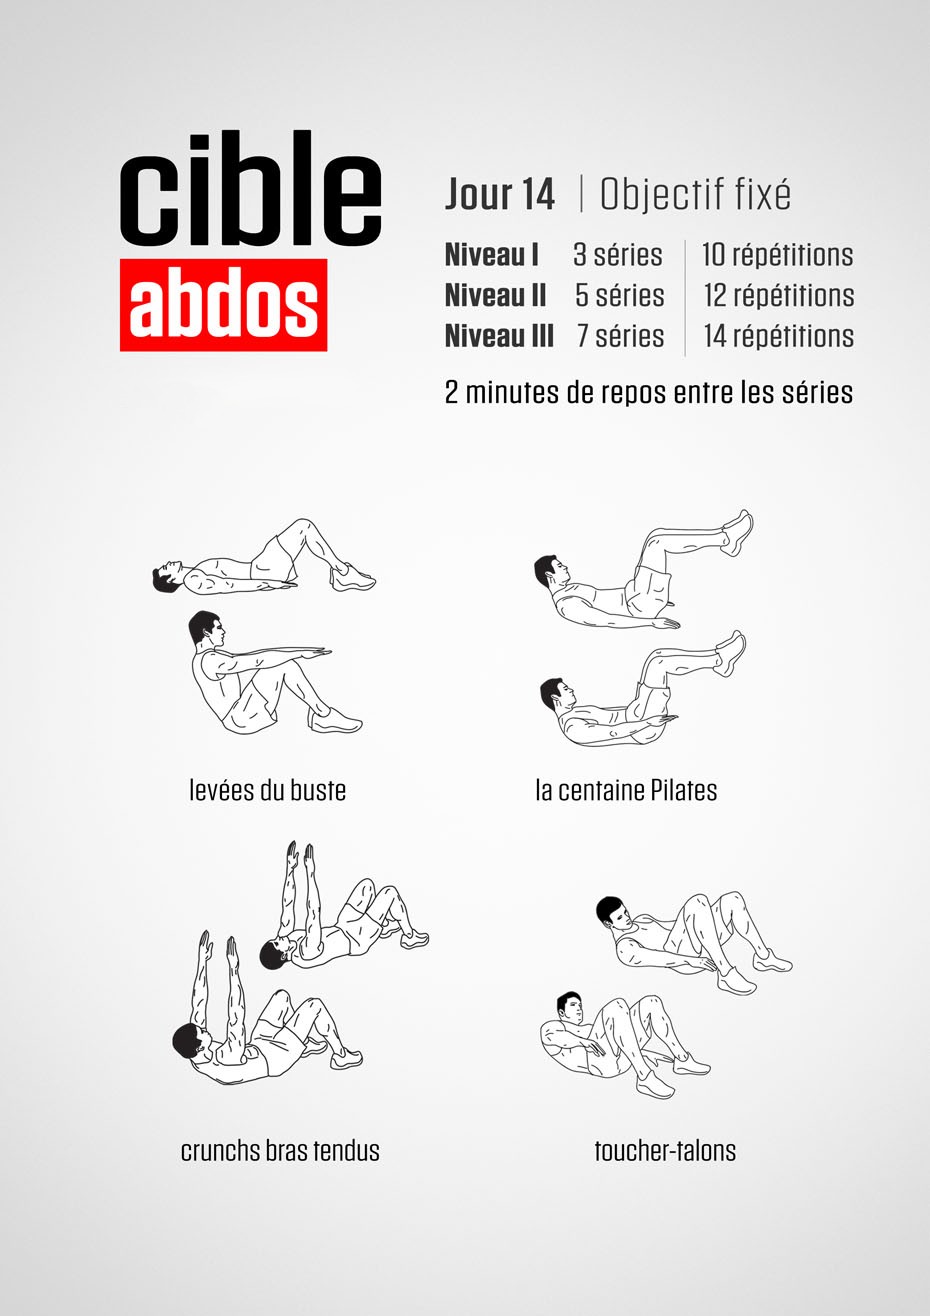 cible
abdos
Jour 14 | Objectif fixé
Niveau I 3 séries 10 répétitions
Niveau II 5 séries 12 répétitions
Niveau III 7 séries 14 répétitions
2 minutes de repos entre les séries
levées du buste
la centaine Pilates
crunchs bras tendus
toucher-talons